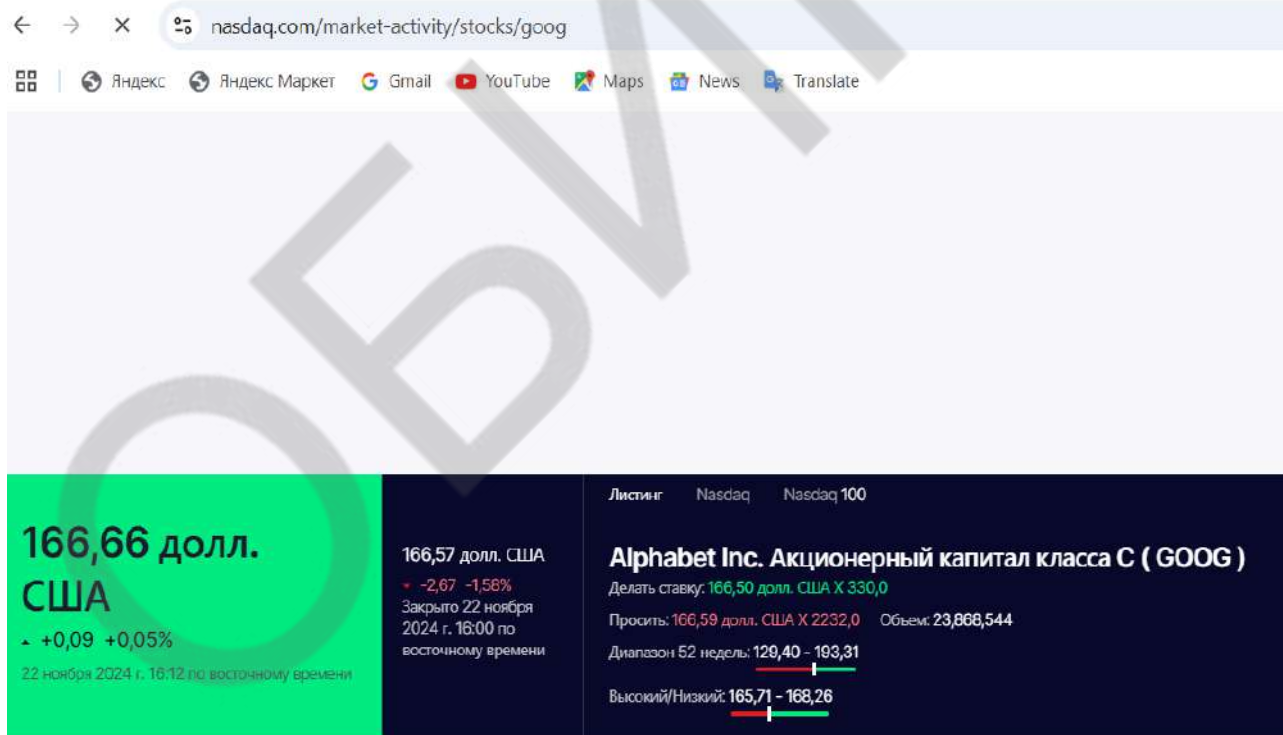 nasdaq.com/market-activity/stocks/goog
Яндекс Яндекс Маркет Gmail YouTube Maps News Translate
ОБИ
Листинг Nasdaq Nasdaq 100
166,66 долл.
США
+0,09 +0,05%
22 ноября 2024 г. 16:12 по восточному времени
166,57 долл. США
-2,67 -1,58%
Закрыто 22 ноября
2024 г. 16:00 по
восточному времени
Alphabet Inc. Акционерный капитал класса C ( GOOG )
Делать ставку: 166,50 долл. США X 330,0
Просить: 166,59 долл. США X 2232,0 Объем: 23,868,544
Диапазон 52 недель: 129,40 - 193,31
Высокий/Низкий: 165,71 - 168,26